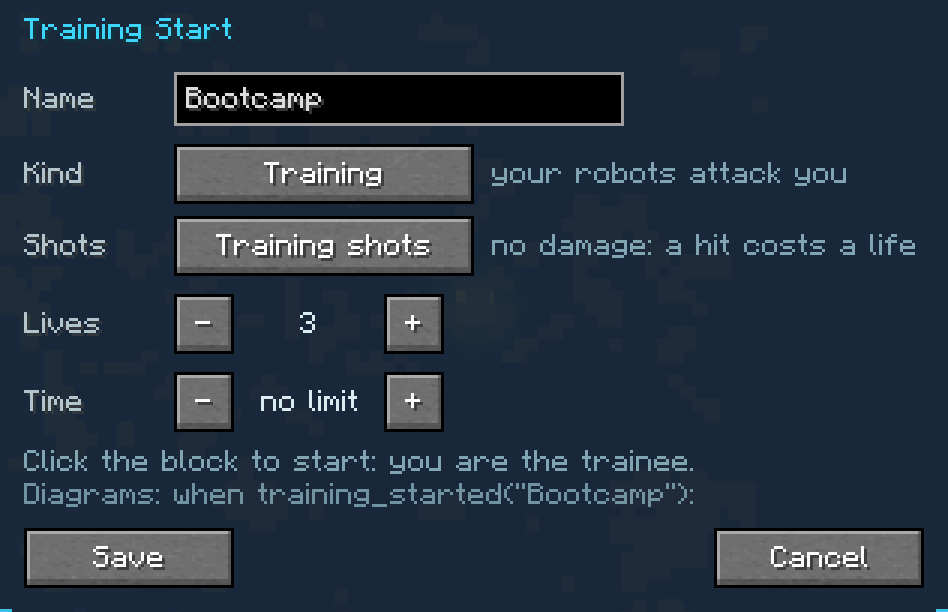 Training Start
Name Bootcamp
Kind Training your robots attack you
Shots Training shots no damage: a hit costs a life
Lives - 3 +
Time - no limit +
Click the block to start: you are the trainee.
Diagrams: when training_started("Bootcamp"):
Save Cancel